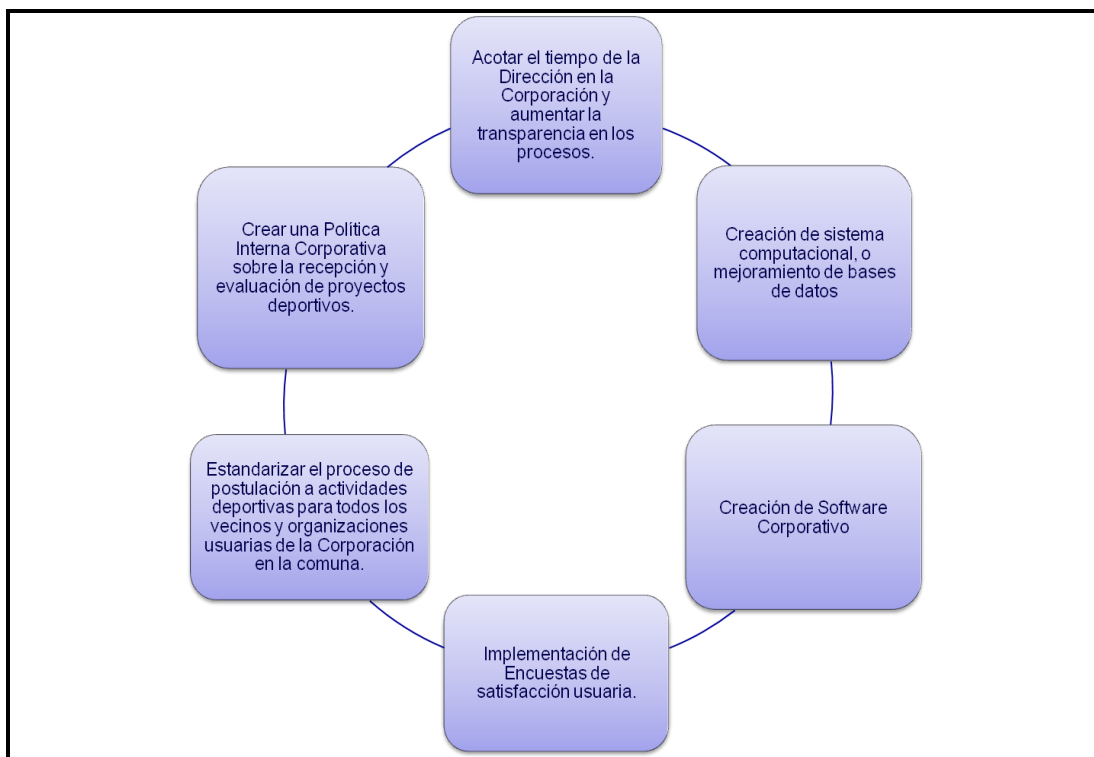 Acotar el tiempo de la
Dirección en la
Corporación y
aumentar la
transparencia en los
procesos.
Creación de sistema
computacional, o
mejoramiento de bases
de datos
Creación de Software
Corporativo
Implementación de
Encuestas de
satisfacción usuaria.
Estandarizar el proceso de
postulación a actividades
deportivas para todos los
vecinos y organizaciones
usuarias de la Corporación
en la comuna.
Crear una Política
Interna Corporativa
sobre la recepción y
evaluación de proyectos
deportivos.